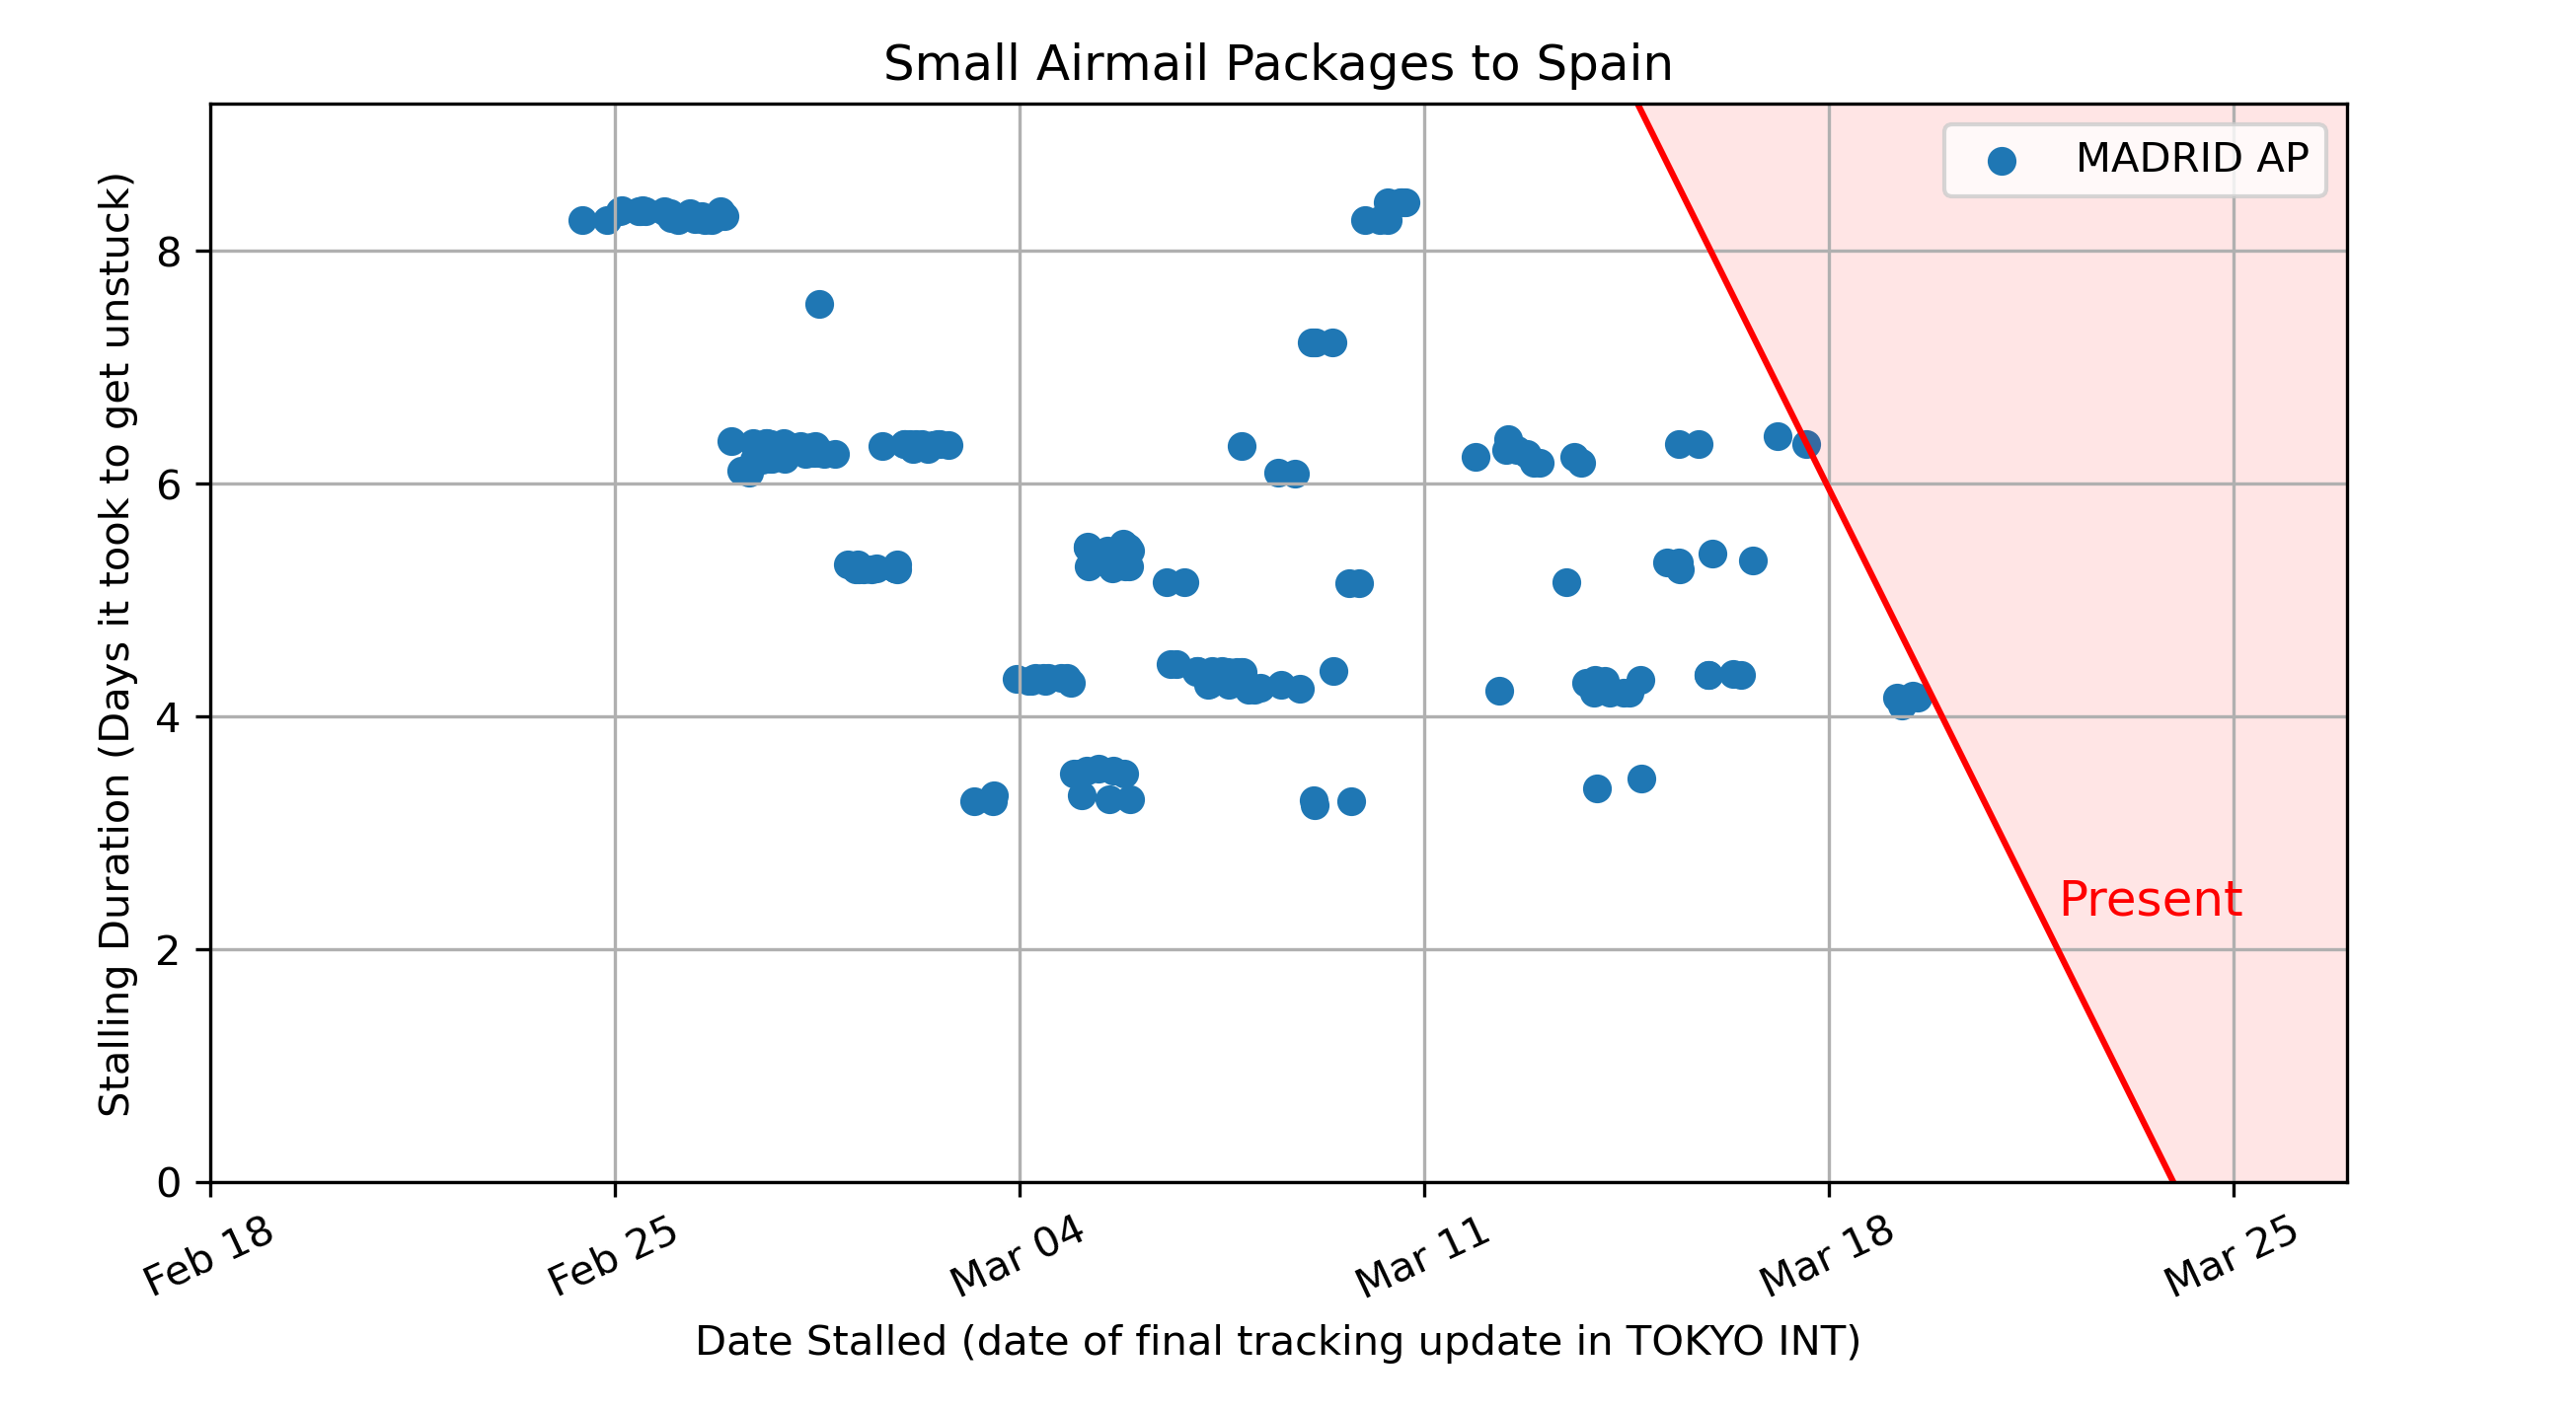 Small Airmail Packages to Spain
MADRID AP
Stalling Duration (Days it took to get unstuck)
8
6
4
2
0
Present
Feb 18
Feb 25
Mar 04
Mar 11
Mar 18
Mar 25
Date Stalled (date of final tracking update in TOKYO INT)